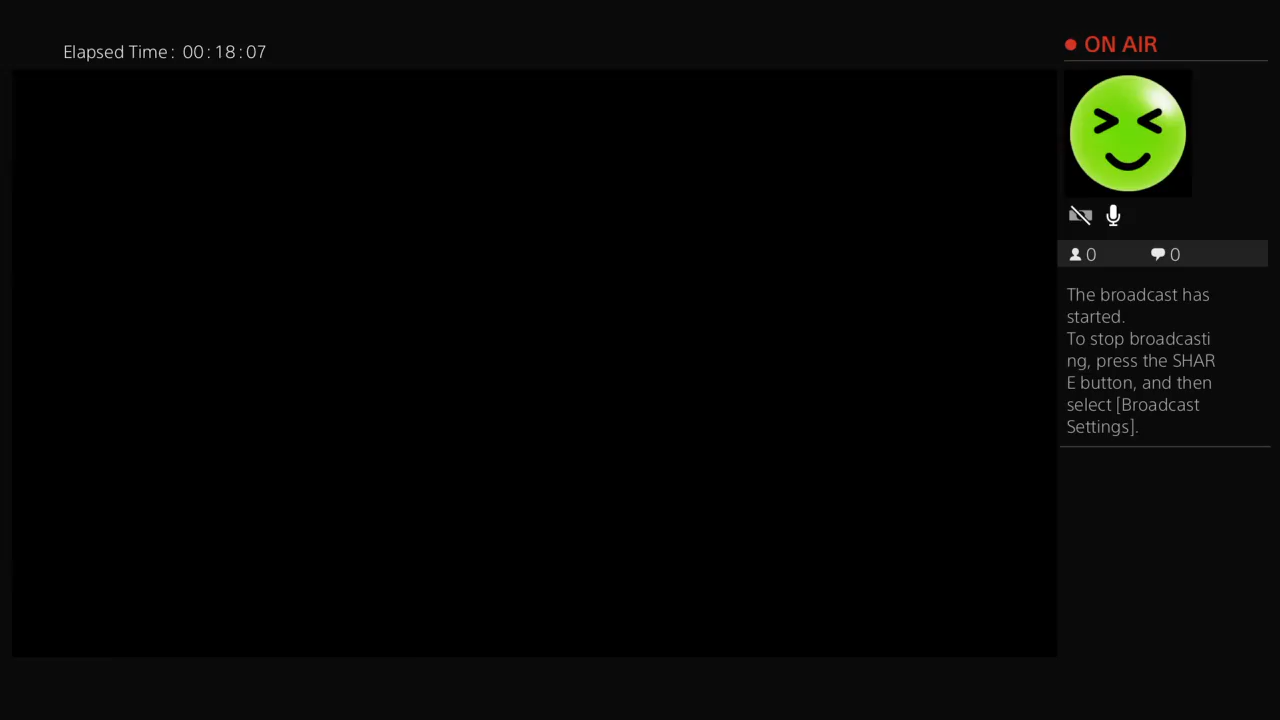 Elapsed Time: 00:18:07
ON AIR
0
0
The broadcast has
started.
To stop broadcasti
ng, press the SHAR
E button, and then
select [Broadcast
Settings].